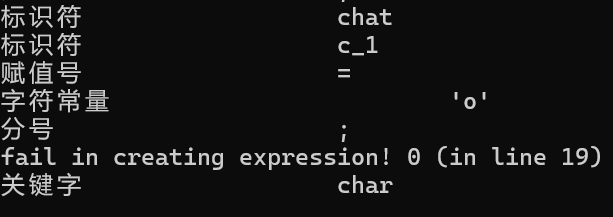 标识符 chat
标识符 c_1
赋值号 =
字符常量 'o'
分号 ;
fail in creating expression! 0 (in line 19)
关键字 char